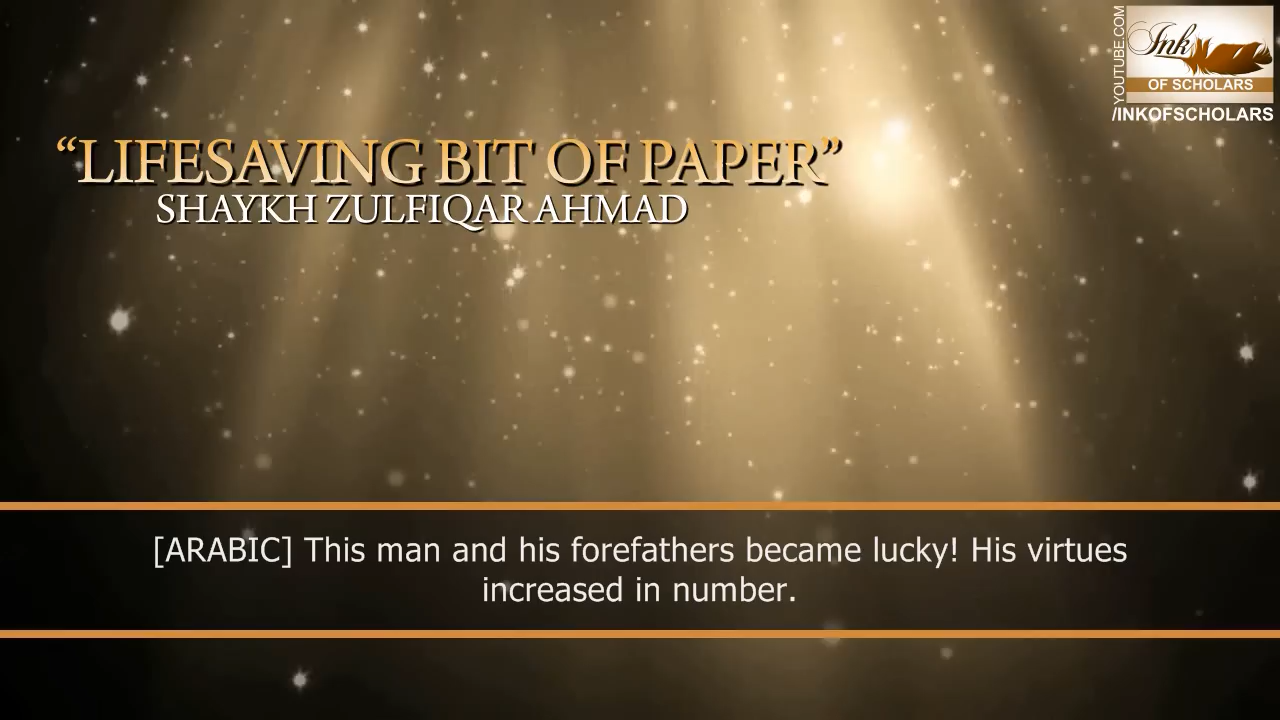 “LIFESAVING BIT OF PAPER”
SHAYKH ZULFIQAR AHMAD
YOUTUBE.COM
Ink
OF SCHOLARS
/INKOFSCHOLARS
[ARABIC] This man and his forefathers became lucky! His virtues
increased in number.